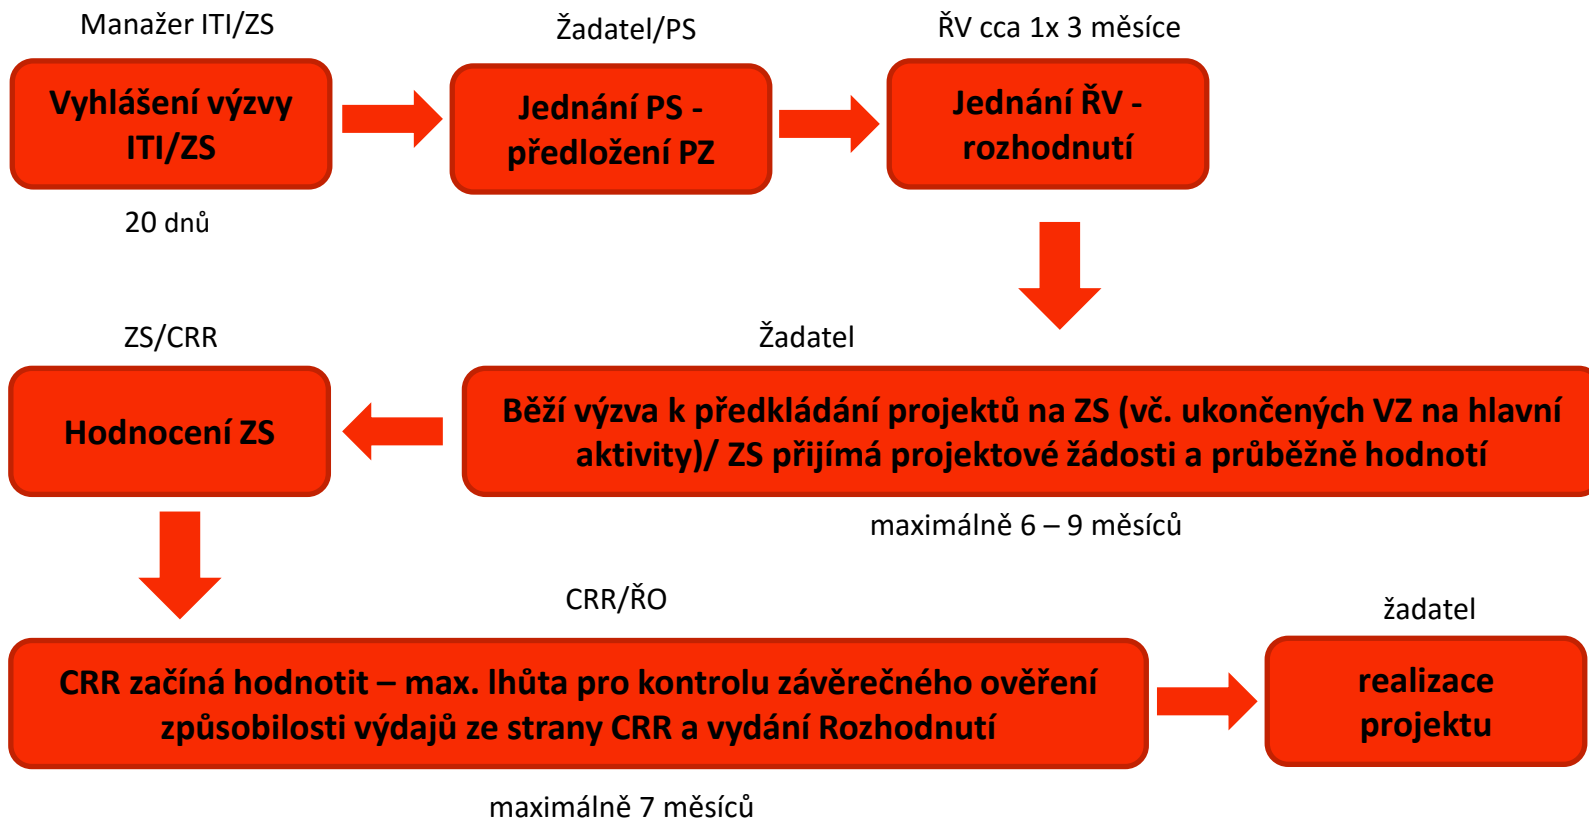 Manažer ITI/ZS
Žadatel/PS
ŘV cca 1x 3 měsíce
Vyhlášení výzvy
ITI/ZS
Jednání PS -
předložení PZ
Jednání ŘV -
rozhodnutí
20 dnů
Žadatel
ZS/CRR
Běží výzva k předkládání projektů na ZS (vč. ukončených VZ na hlavní
aktivity)/ ZS přijímá projektové žádosti a průběžně hodnotí
Hodnocení ZS
maximálně 6 – 9 měsíců
CRR/ŘO
žadatel
CRR začíná hodnotit – max. lhůta pro kontrolu závěrečného ověření
způsobilosti výdajů ze strany CRR a vydání Rozhodnutí
realizace
projektu
maximálně 7 měsíců